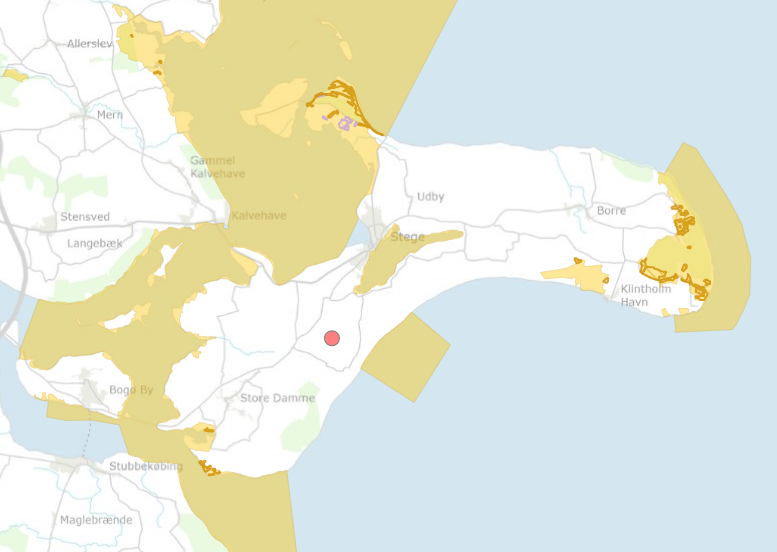 Allerslev
Mern
Gammel
Kalvehave
Udby
Stensved
Kalvehave
Borre
Langebæk
Stege
Klintholm
Havn
Bogø By
Store Damme
Stubbekøbing
Maglebrænde